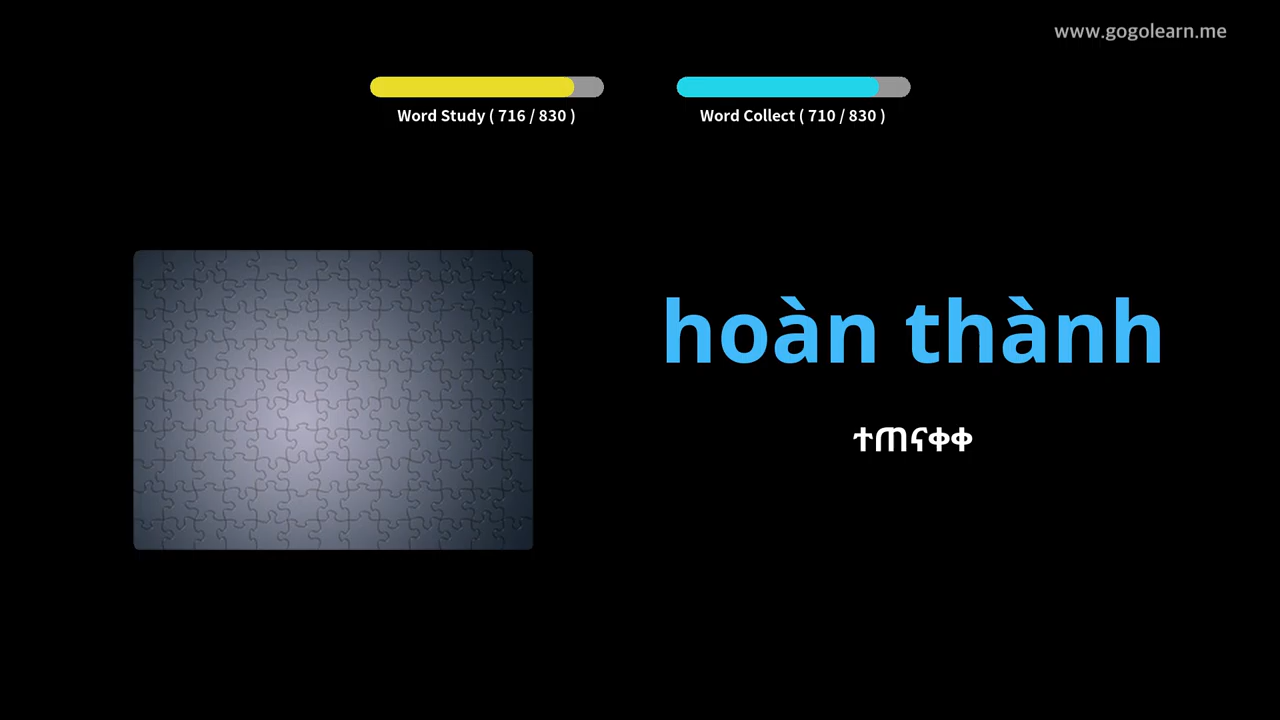 www.gogolearn.me
Word Study ( 716 / 830 )
Word Collect ( 710 / 830 )
hoàn thành
ተጠናቀቀ